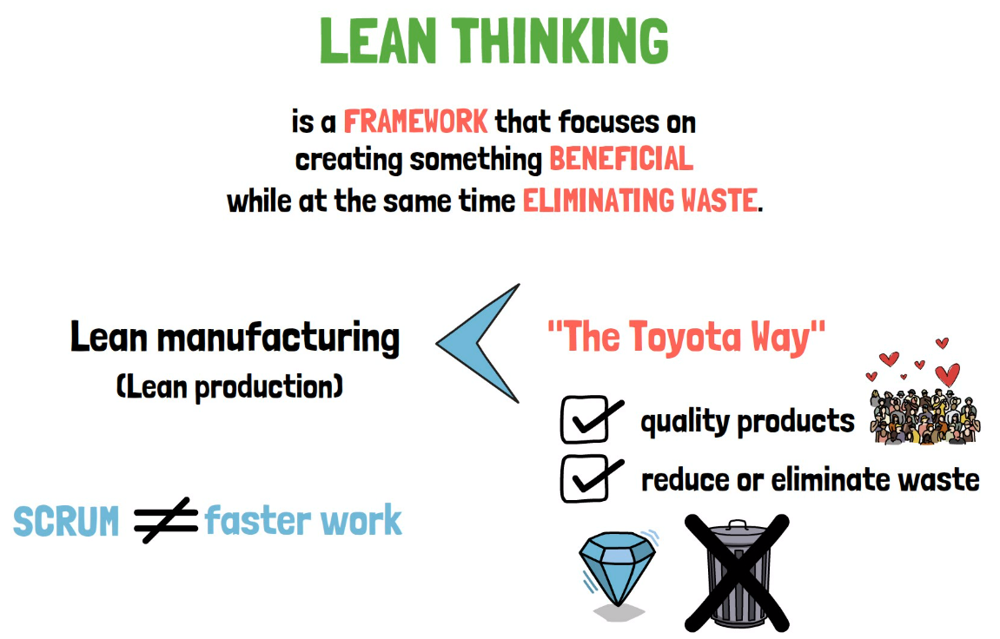 LEAN THINKING
is a FRAMEWORK that focuses on
creating something BENEFICIAL
while at the same time ELIMINATING WASTE.
Lean manufacturing
(Lean production)
"The Toyota Way"
quality products
reduce or eliminate waste
SCRUM ≠ faster work